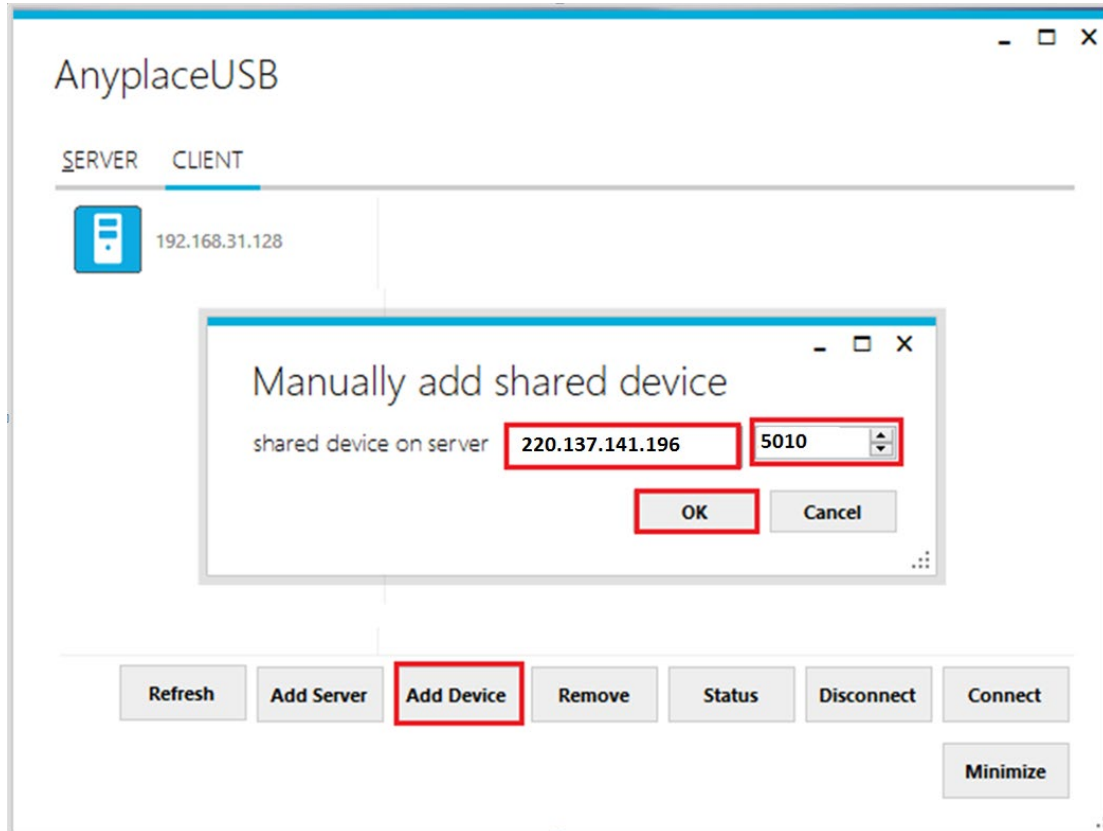 AnyplaceUSB
SERVER CLIENT
192.168.31.128
Manually add shared device
shared device on server 220.137.141.196 5010
OK Cancel
Refresh Add Server Add Device Remove Status Disconnect Connect
Minimize